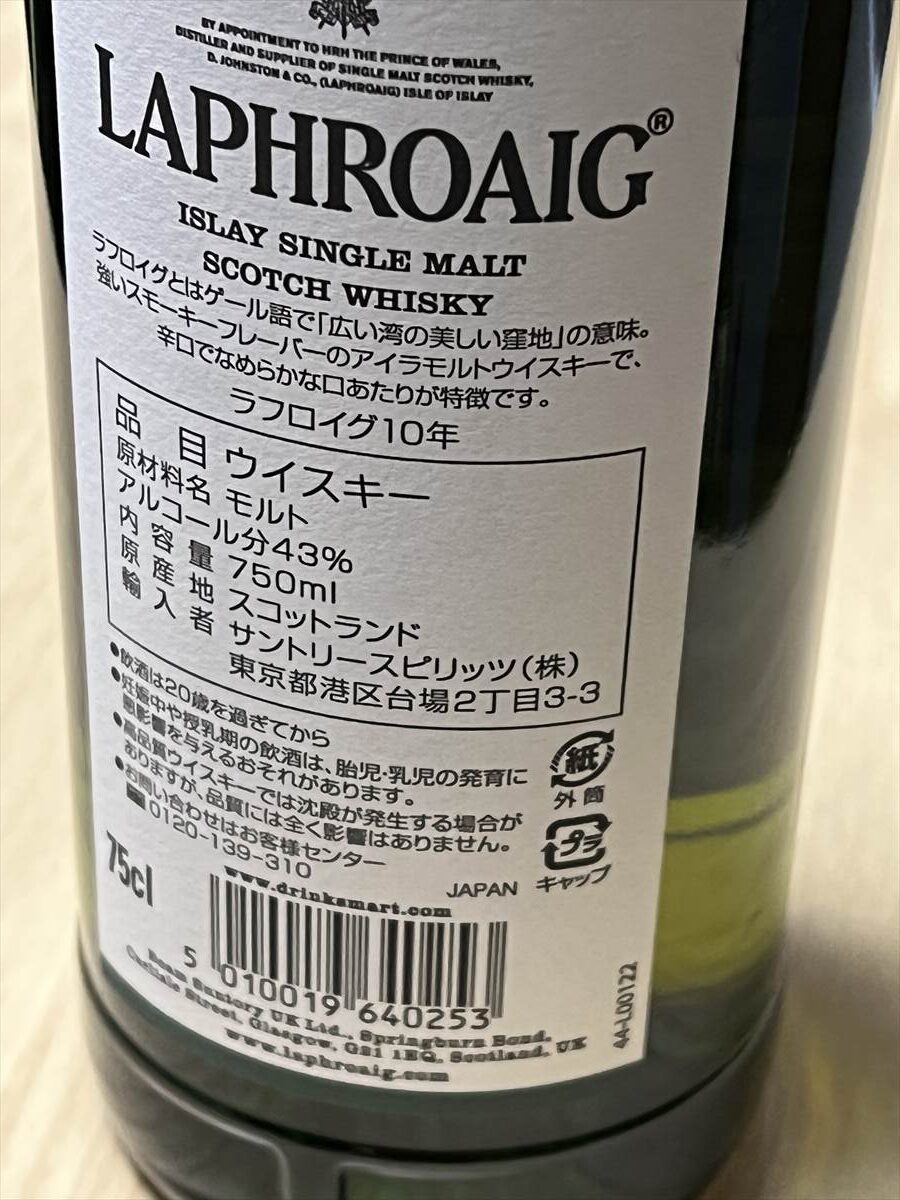 BY APPOINTMENT TO HRH THE PRINCE OF WALES,
DISTILLER AND SUPPLIER OF SINGLE MALT SCOTCH WHISKY,
D. JOHNSTON & CO., (LAPHROAIG) ISLE OF ISLAY
LAPHROAIG®
ISLAY SINGLE MALT
SCOTCH WHISKY
ラフロイグとはゲール語で「広い湾の美しい窪地」の意味。
強いスモーキーフレーバーのアイラモルトウイスキーで、
辛口でなめらかな口あたりが特徴です。
ラフロイグ10年
品目 ウイスキー
原材料名 モルト
アルコール分43%
内容量 750ml
原産地 スコットランド
輸入者 サントリースピリッツ(株)
東京都港区台場2丁目3-3
●飲酒は20歳を過ぎてから
●妊娠中や授乳期の飲酒は、胎児・乳児の発育に
悪影響を与えるおそれがあります。
●高品質ウイスキーでは沈殿が発生する場合が
ありますが、品質には全く影響はありません。
●お問い合わせはお客様センター
0120-1
-139-310
紙
外筒
プラ
キャップ
75cl
JAPAN
www.drinksmart.com
5 010019 640253
Beam Suntory UK Ltd., Springburn Bond,
Carlisle Street, Glasgow, G21 1EQ, Scotland, UK
www.laphroaig.com
44-L00122